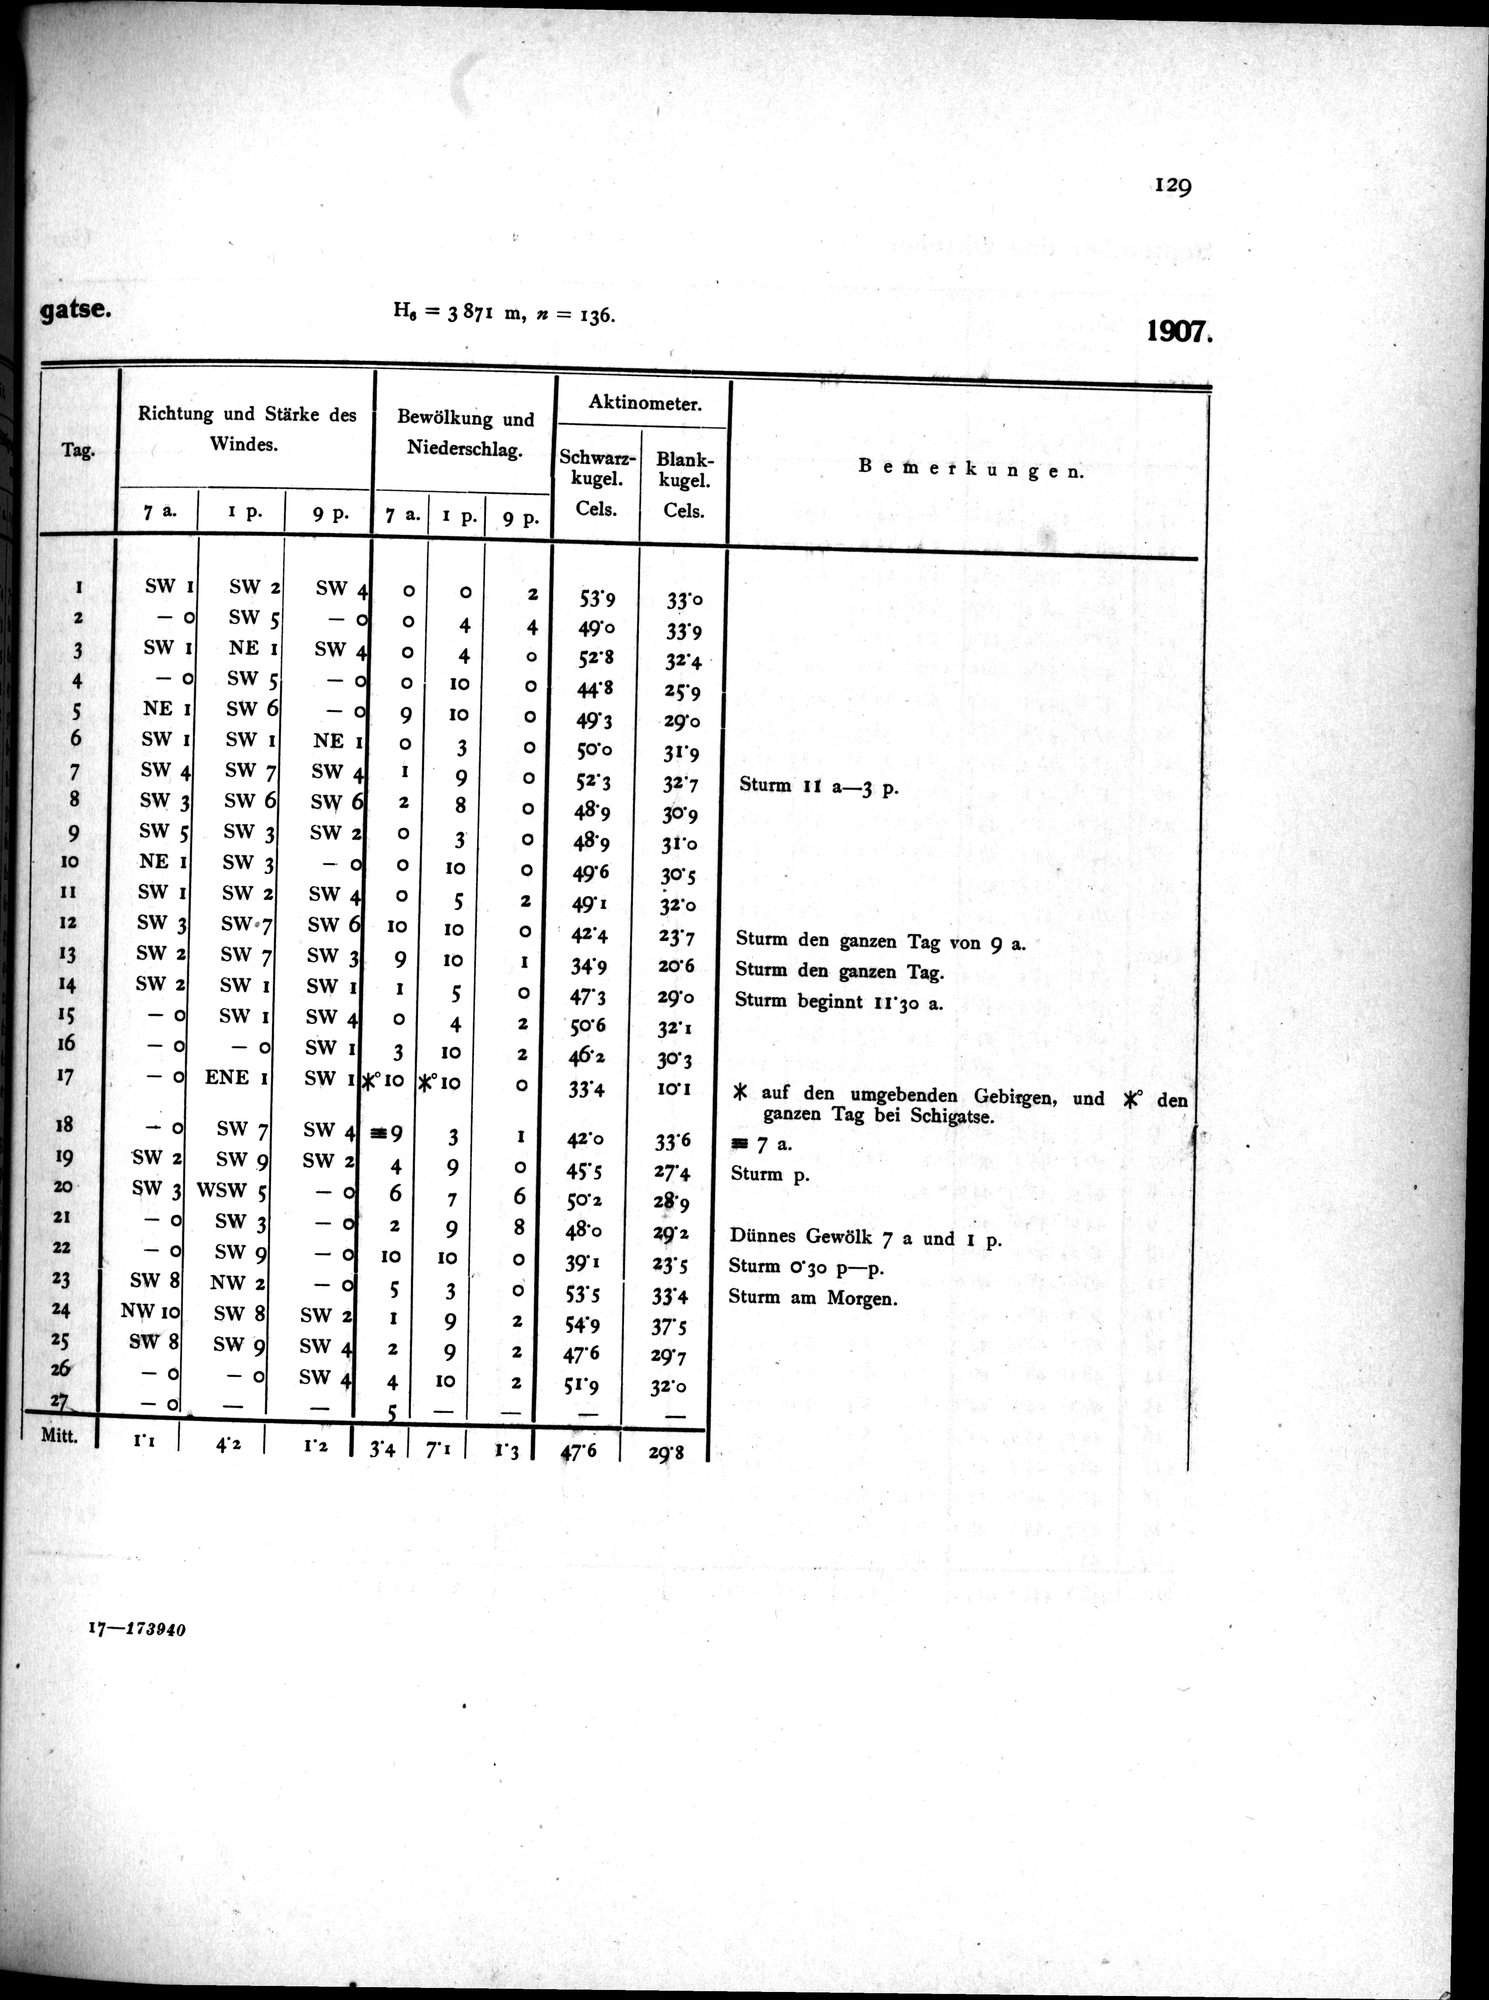 129
gatse. H₆ = 3 871 m, n = 136. 1907.
Tag. Richtung und Stärke des Windes. Bewölkung und Niederschlag. Aktinometer. Bemerkungen.
Schwarz-kugel. Cels. Blank-kugel. Cels.
7 a. 1 p. 9 p. 7 a. 1 p. 9 p.
1 SW 1 SW 2 SW 4 0 0 2 53·9 33·0
2 — 0 SW 5 — 0 0 4 4 49·0 33·9
3 SW 1 NE 1 SW 4 0 4 0 52·8 32·4
4 — 0 SW 5 — 0 0 10 0 44·8 25·9
5 NE 1 SW 6 — 0 9 10 0 49·3 29·0
6 SW 1 SW 1 NE 1 0 3 0 50·0 31·9
7 SW 4 SW 7 SW 4 1 9 0 52·3 32·7 Sturm 11 a—3 p.
8 SW 3 SW 6 SW 6 2 8 0 48·9 30·9
9 SW 5 SW 3 SW 2 0 3 0 48·9 31·0
10 NE 1 SW 3 — 0 0 10 0 49·6 30·5
11 SW 1 SW 2 SW 4 0 5 2 49·1 32·0
12 SW 3 SW 7 SW 6 10 10 0 42·4 23·7 Sturm den ganzen Tag von 9 a.
13 SW 2 SW 7 SW 3 9 10 1 34·9 20·6 Sturm den ganzen Tag.
14 SW 2 SW 1 SW 1 1 5 0 47·3 29·0 Sturm beginnt 11·30 a.
15 — 0 SW 1 SW 4 0 4 2 50·6 32·1
16 — 0 — 0 SW 1 3 10 2 46·2 30·3
17 — 0 ENE 1 SW 1 ✶°10 ✶°10 0 33·4 10·1 ✶ auf den umgebenden Gebirgen, und ✶° den
ganzen Tag bei Schigatse.
18 — 0 SW 7 SW 4 ≡9 3 1 42·0 33·6 ≡ 7 a.
19 SW 2 SW 9 SW 2 4 9 0 45·5 27·4 Sturm p.
20 SW 3 WSW 5 — 0 6 7 6 50·2 28·9
21 — 0 SW 3 — 0 2 9 8 48·0 29·2 Dünnes Gewölk 7 a und 1 p.
22 — 0 SW 9 — 0 10 10 0 39·1 23·5 Sturm 0·30 p—p.
23 SW 8 NW 2 — 0 5 3 0 53·5 33·4 Sturm am Morgen.
24 NW 10 SW 8 SW 2 1 9 2 54·9 37·5
25 SW 8 SW 9 SW 4 2 9 2 47·6 29·7
26 — 0 — 0 SW 4 4 10 2 51·9 32·0
27 — 0 — — 5 — — — —
Mitt. 1·1 4·2 1·2 3·4 7·1 1·3 47·6 29·8
17—173940